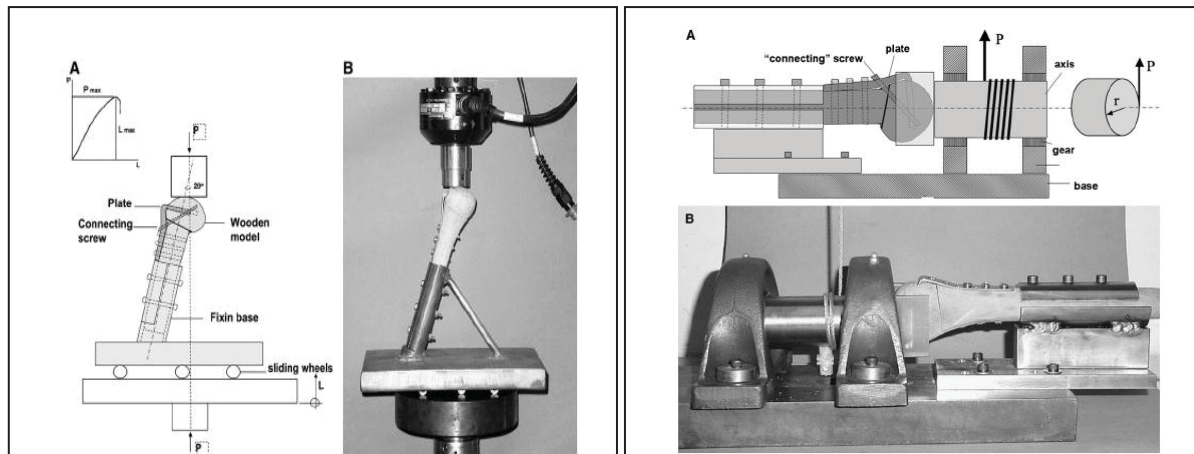 A
B
P
P max
L max
L
P
20°
Plate
Connecting
screw
Wooden
model
Fixin base
sliding wheels
L
P
A
P
plate
"connecting" screw
axis
P
r
gear
base
B